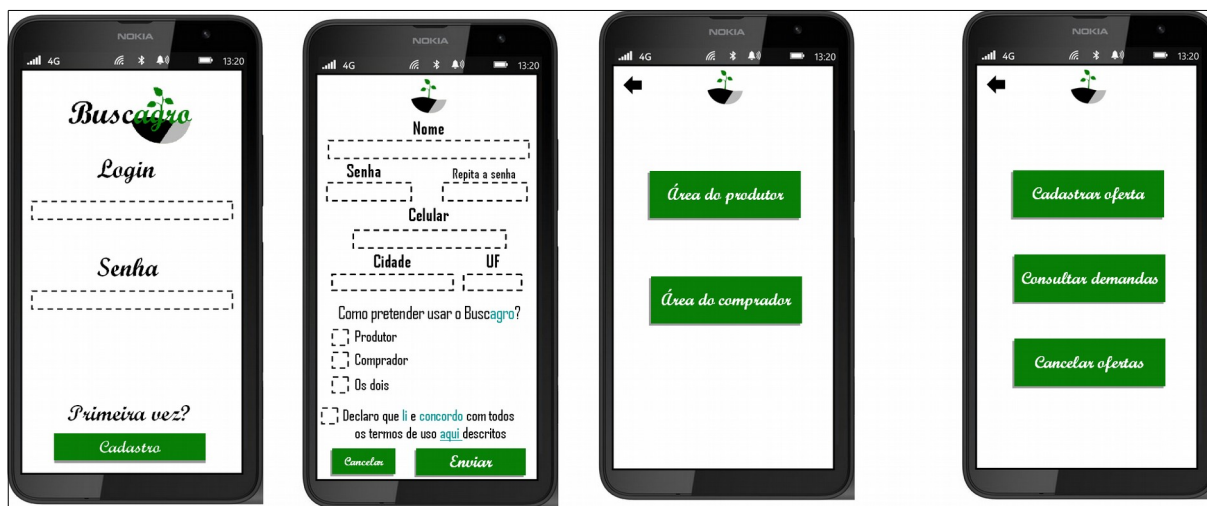 NOKIA
4G 13:20
Buscagro
Login
Senha
Primeira vez?
Cadastro
NOKIA
4G 13:20
Nome
Senha Repita a senha
Celular
Cidade UF
Como pretender usar o Buscagro?
Produtor
Comprador
Os dois
Declaro que li e concordo com todos
os termos de uso aqui descritos
Cancelar Enviar
NOKIA
4G 13:20
Área do produtor
Área do comprador
NOKIA
4G 13:20
Cadastrar oferta
Consultar demandas
Cancelar ofertas